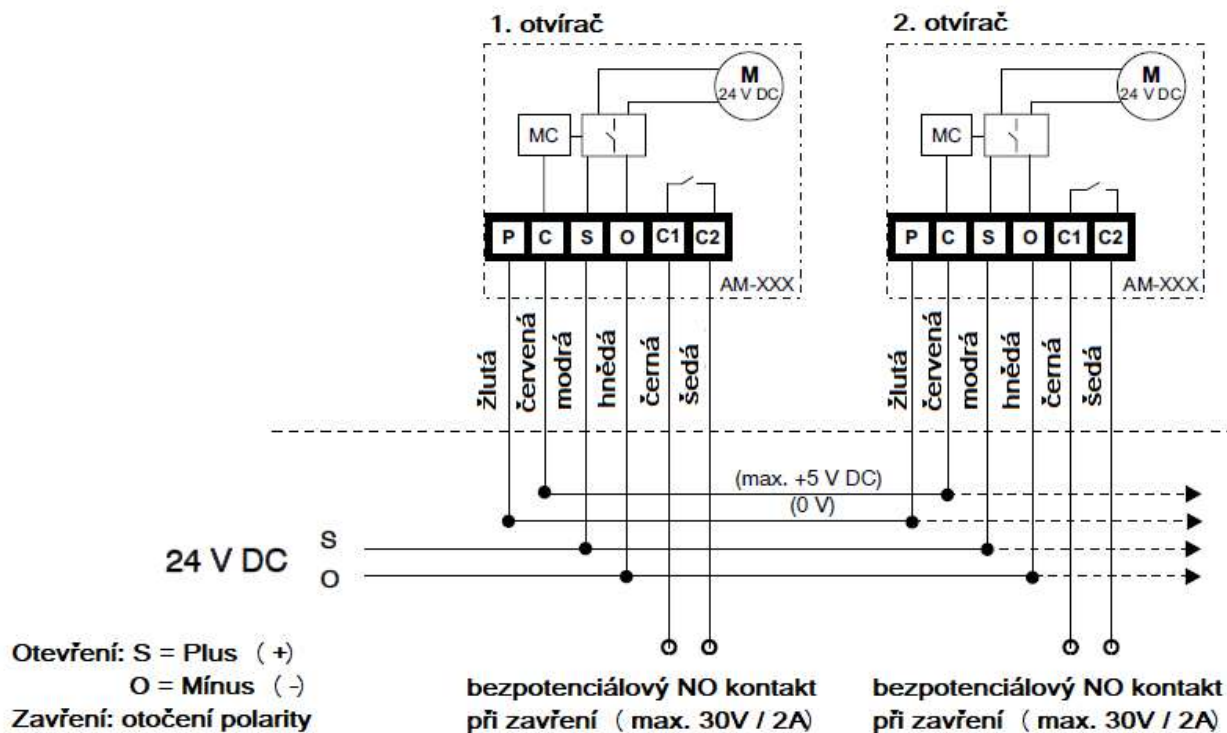 1. otvírač
2. otvírač
M
24 V DC
MC
M
24 V DC
MC
P C S O C1 C2
P C S O C1 C2
AM-XXX
AM-XXX
žlutá
červená
modrá
hnědá
černá
šedá
žlutá
červená
modrá
hnědá
černá
šedá
(max. +5 V DC)
(0 V)
24 V DC
S
O
Otevření: S = Plus (+)
O = Mínus (-)
Zavření: otočení polarity
bezpotenciálový NO kontakt
při zavření ( max. 30V / 2A)
bezpotenciálový NO kontakt
při zavření ( max. 30V / 2A)